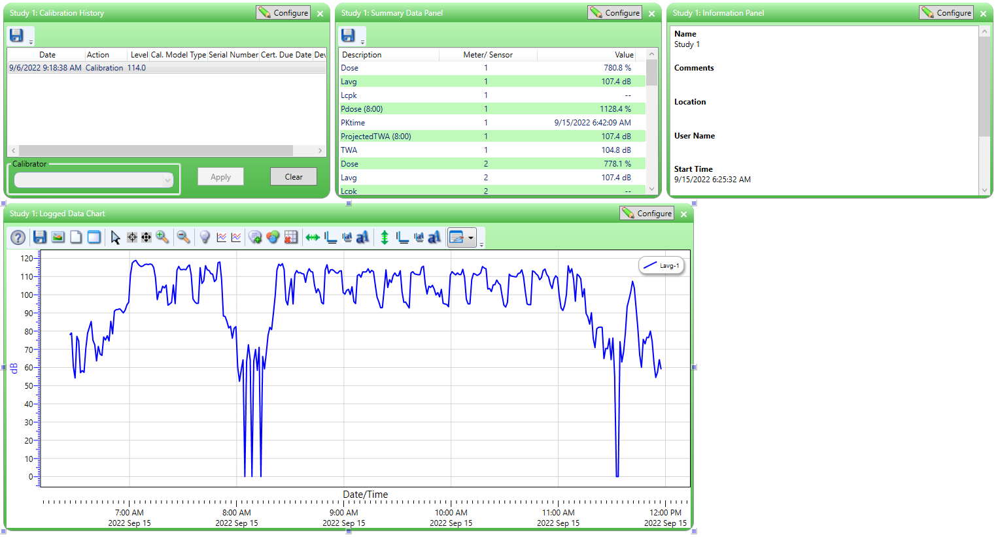 Study 1: Calibration History
Configure
Date Action Level Cal. Model Type Serial Number Cert. Due Date Dev
9/6/2022 9:18:38 AM Calibration 114.0
Calibrator
Apply
Clear
Study 1: Summary Data Panel
Configure
Description Meter/ Sensor Value
Dose 1 780.8 %
Lavg 1 107.4 dB
Lcpk 1 --
Pdose (8:00) 1 1128.4 %
PKtime 1 9/15/2022 6:42:09 AM
ProjectedTWA (8:00) 1 107.4 dB
TWA 1 104.8 dB
Dose 2 778.1 %
Lavg 2 107.4 dB
Lcpk 2 --
Study 1: Information Panel
Configure
Name
Study 1
Comments
Location
User Name
Start Time
9/15/2022 6:25:32 AM
Study 1: Logged Data Chart
Configure
Lavg-1
120
110
100
90
80
70
60
50
40
30
20
10
0
dB
Date/Time
7:00 AM 8:00 AM 9:00 AM 10:00 AM 11:00 AM 12:00 PM
2022 Sep 15 2022 Sep 15 2022 Sep 15 2022 Sep 15 2022 Sep 15 2022 Sep 15